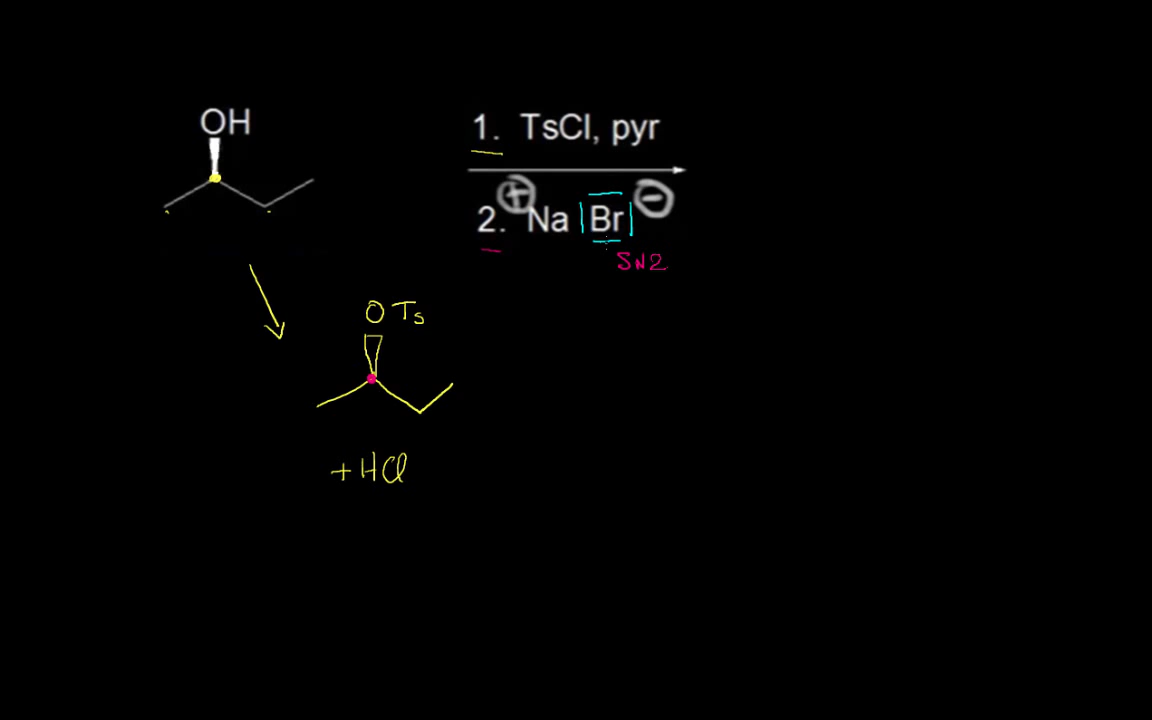 OH
1. TsCl, pyr
+ −
2. Na Br
SN2
OTs
+ HCl